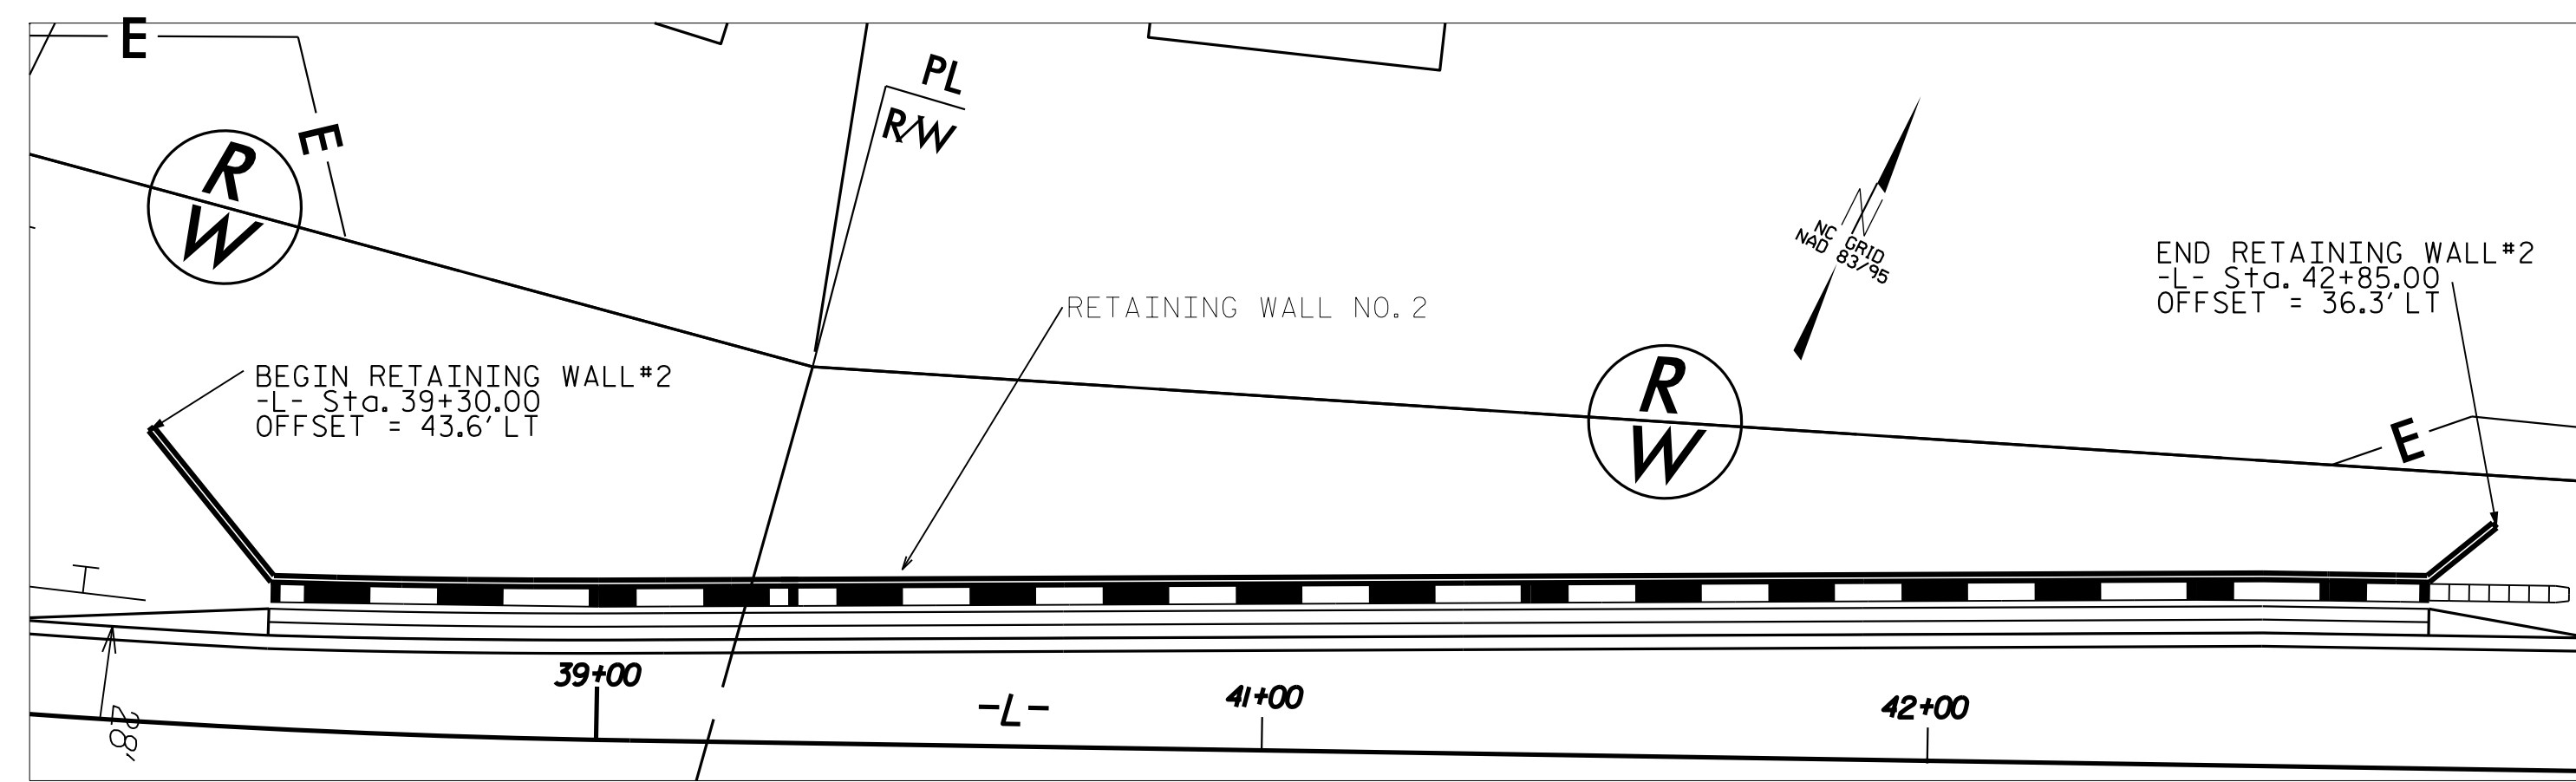 E
E
R
W
PL
R/W
NC GRID
NAD 83/95
END RETAINING WALL#2
-L- Sta. 42+85.00
OFFSET = 36.3' LT
RETAINING WALL NO. 2
BEGIN RETAINING WALL#2
-L- Sta. 39+30.00
OFFSET = 43.6' LT
R
W
E
39+00
-L-
41+00
42+00
28'